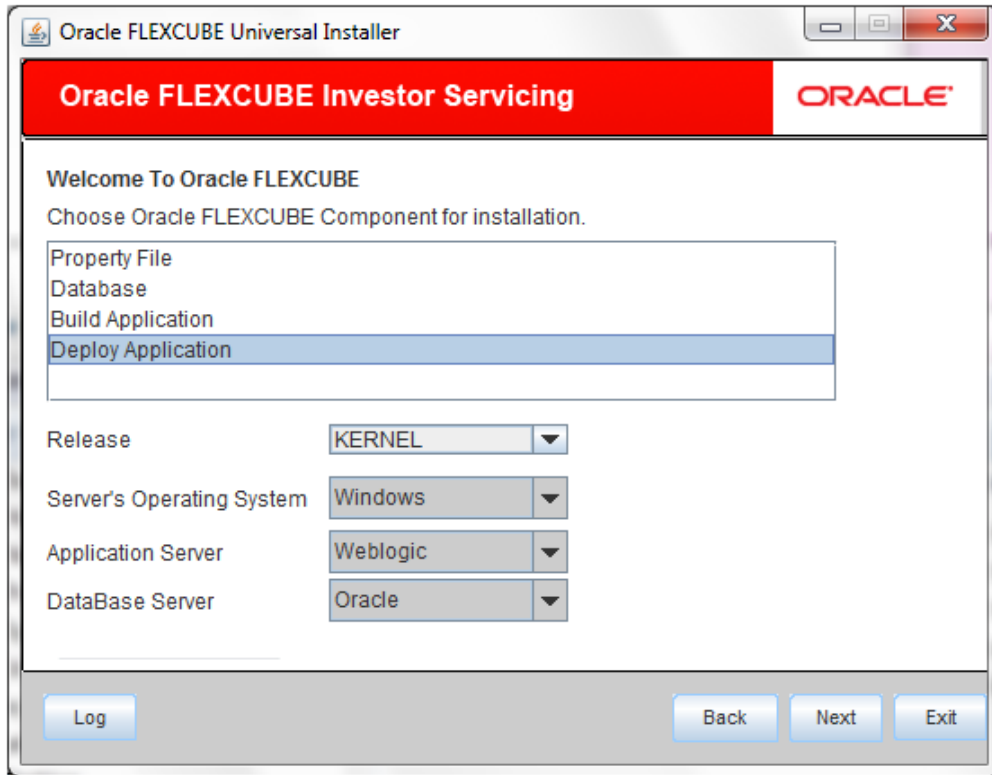 Oracle FLEXCUBE Universal Installer
Oracle FLEXCUBE Investor Servicing
ORACLE
Welcome To Oracle FLEXCUBE
Choose Oracle FLEXCUBE Component for installation.
Property File
Database
Build Application
Deploy Application
Release KERNEL
Server's Operating System Windows
Application Server Weblogic
DataBase Server Oracle
Log Back Next Exit